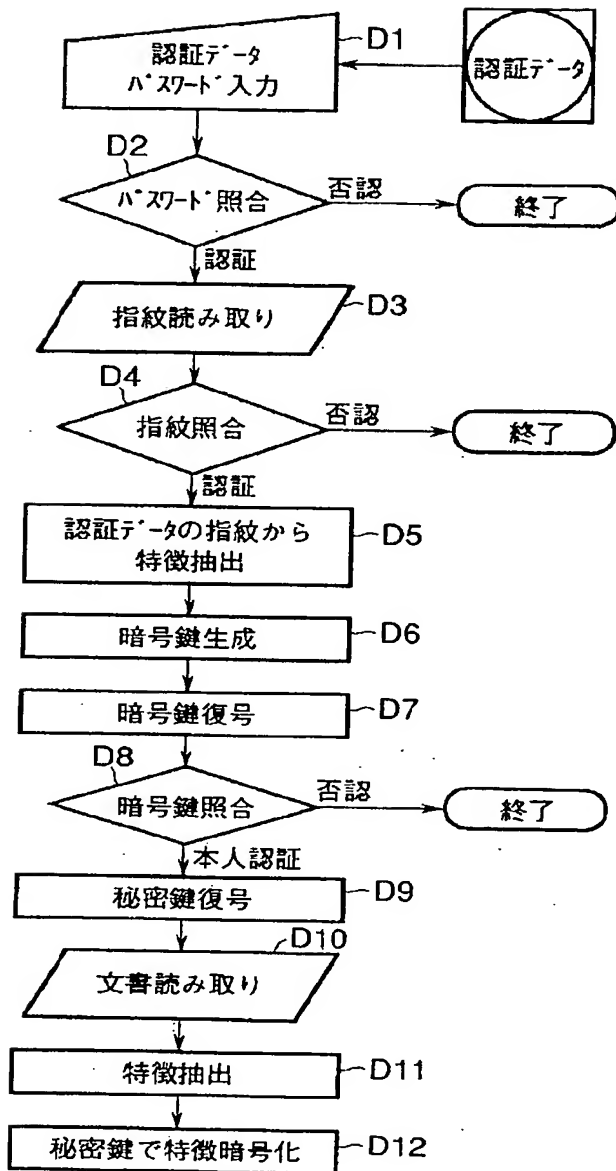 認証データ
パスワード入力
D1
認証データ
D2
パスワード照合
否認
終了
認証
指紋読み取り
D3
D4
指紋照合
否認
終了
認証
認証データの指紋から
特徴抽出
D5
暗号鍵生成
D6
暗号鍵復号
D7
D8
暗号鍵照合
否認
終了
本人認証
秘密鍵復号
D9
D10
文書読み取り
特徴抽出
D11
秘密鍵で特徴暗号化
D12